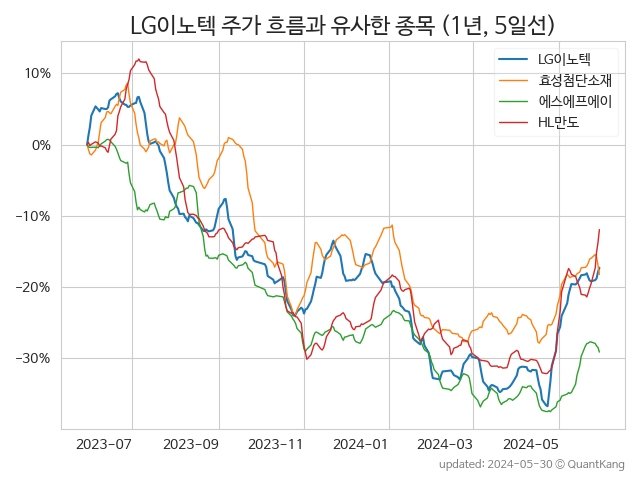 LG이노텍 주가 흐름과 유사한 종목 (1년, 5일선)
LG이노텍
효성첨단소재
에스에프에이
HL만도
10%
0%
−10%
−20%
−30%
2023-07
2023-09
2023-11
2024-01
2024-03
2024-05
updated: 2024-05-30 © QuantKang